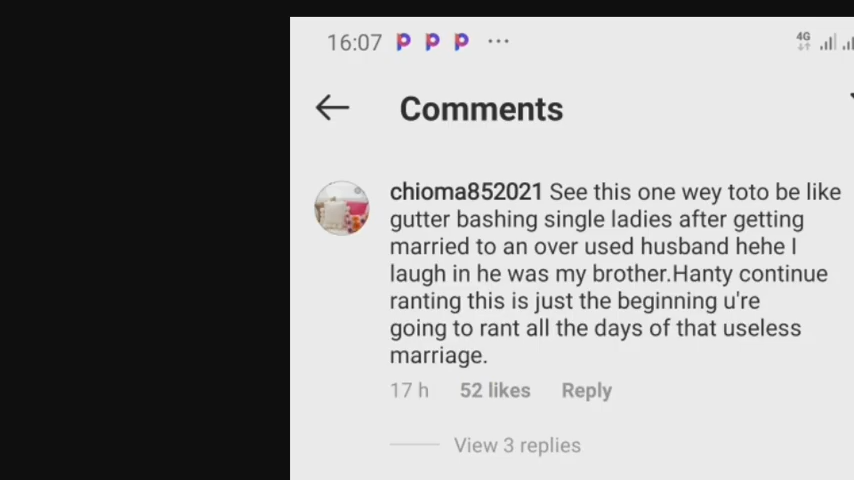 16:07 P P P ... 4G
Comments
chioma852021 See this one wey toto be like
gutter bashing single ladies after getting
married to an over used husband hehe I
laugh in he was my brother.Hanty continue
ranting this is just the beginning u're
going to rant all the days of that useless
marriage.
17 h 52 likes Reply
View 3 replies